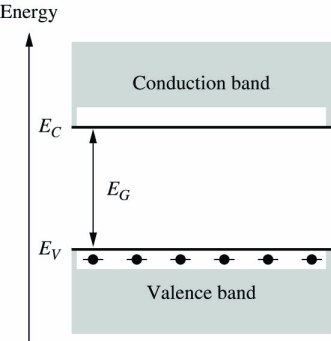 Energy
Conduction band
E_C
E_G
E_V
Valence band